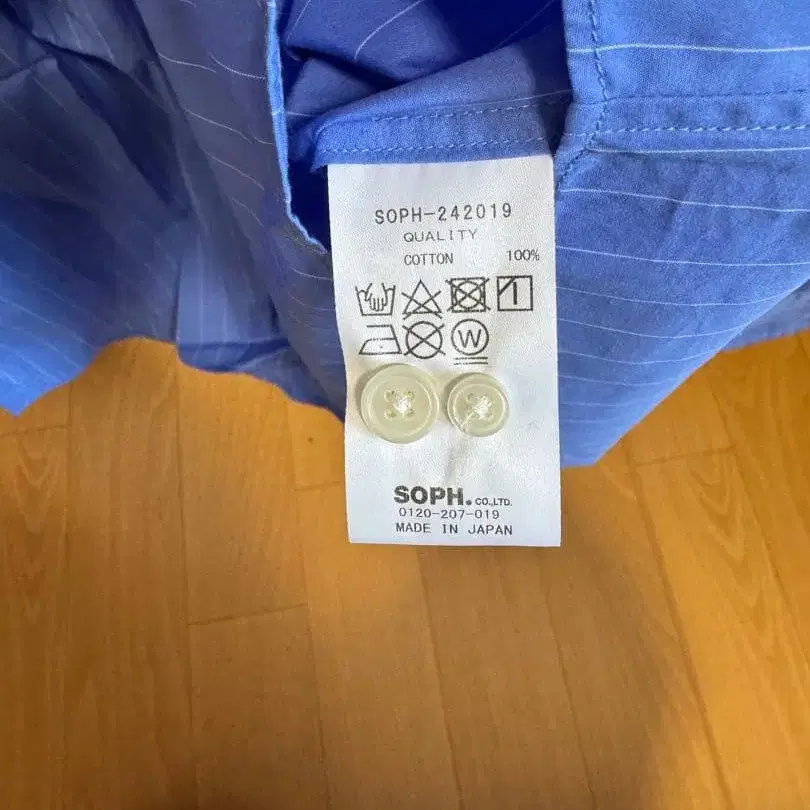 SOPH-242019
QUALITY
COTTON 100%
W
SOPH. CO.,LTD.
0120-207-019
MADE IN JAPAN